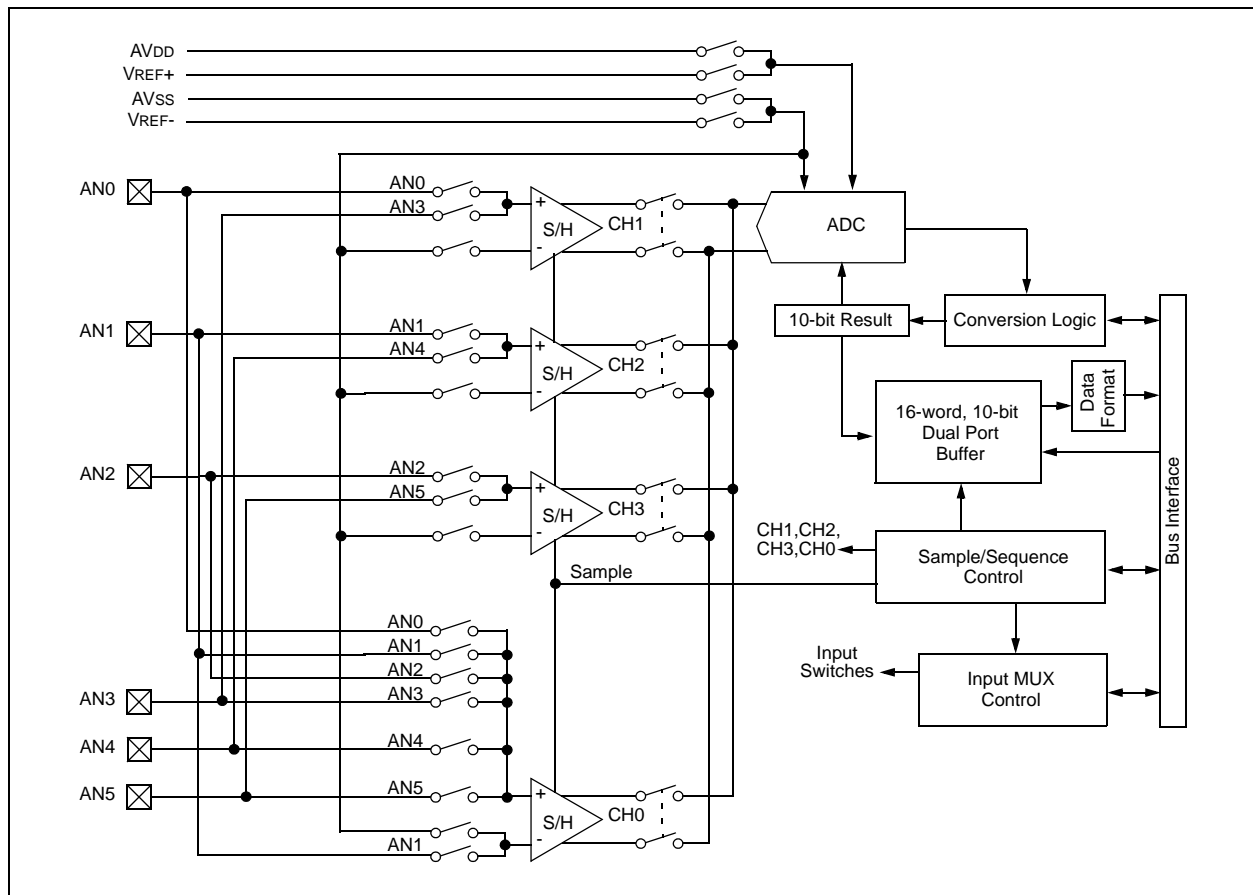 AVDD
VREF+
AVSS
VREF-
AN0
AN0
AN3
+
-
S/H
CH1
ADC
10-bit Result
Conversion Logic
AN1
AN1
AN4
+
-
S/H
CH2
16-word, 10-bit
Dual Port
Buffer
Data
Format
AN2
AN2
AN5
+
-
S/H
CH3
CH1,CH2,
CH3,CH0
Sample
Sample/Sequence
Control
Bus Interface
Input
Switches
Input MUX
Control
AN0
AN1
AN2
AN3
AN3
AN4
AN4
AN5
AN5
AN1
+
-
S/H
CH0